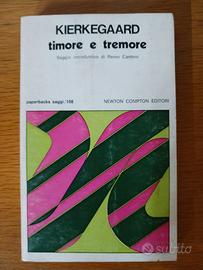 KIERKEGAARD
timore e tremore
Saggio introduttivo di Remo Cantoni
paperbacks saggi/108
NEWTON COMPTON EDITORI
subito